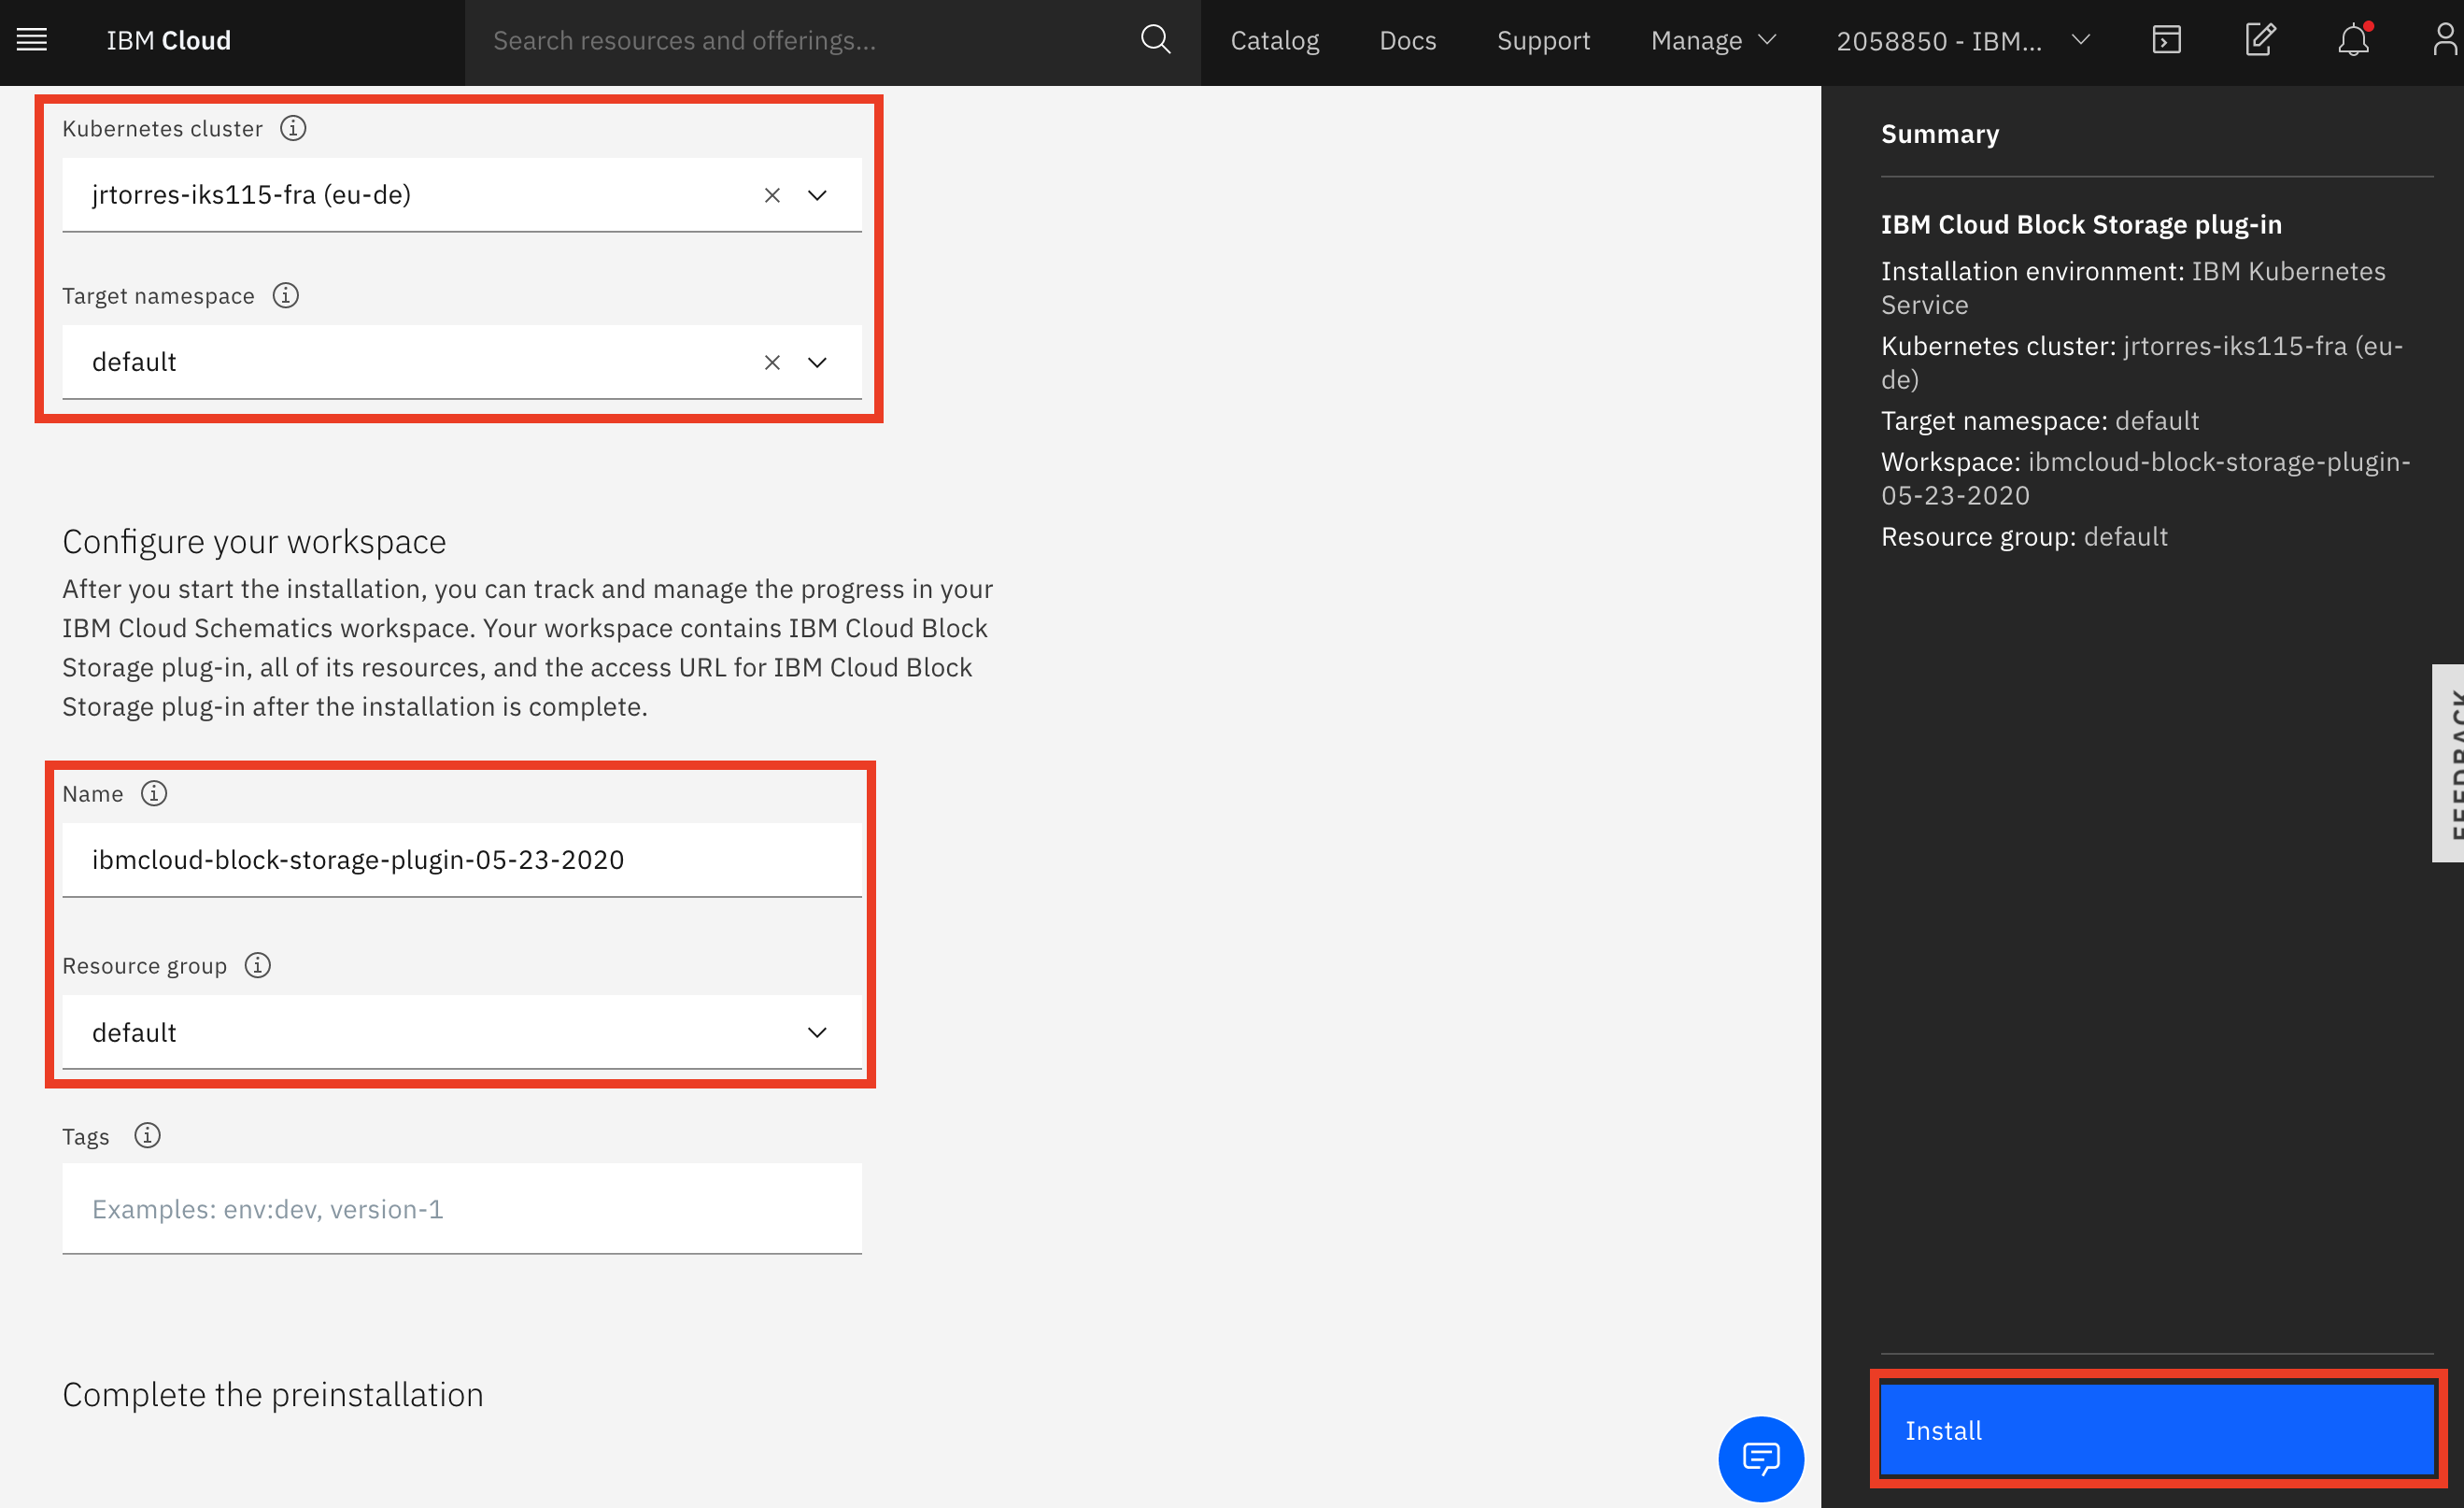 IBM Cloud
Search resources and offerings...
Catalog
Docs
Support
Manage
2058850 - IBM...
Kubernetes cluster
jrtorres-iks115-fra (eu-de)
Target namespace
default
Configure your workspace
After you start the installation, you can track and manage the progress in your
IBM Cloud Schematics workspace. Your workspace contains IBM Cloud Block
Storage plug-in, all of its resources, and the access URL for IBM Cloud Block
Storage plug-in after the installation is complete.
Name
ibmcloud-block-storage-plugin-05-23-2020
Resource group
default
Tags
Examples: env:dev, version-1
Complete the preinstallation
Summary
IBM Cloud Block Storage plug-in
Installation environment: IBM Kubernetes
Service
Kubernetes cluster: jrtorres-iks115-fra (eu-
de)
Target namespace: default
Workspace: ibmcloud-block-storage-plugin-
05-23-2020
Resource group: default
FEEDBACK
Install